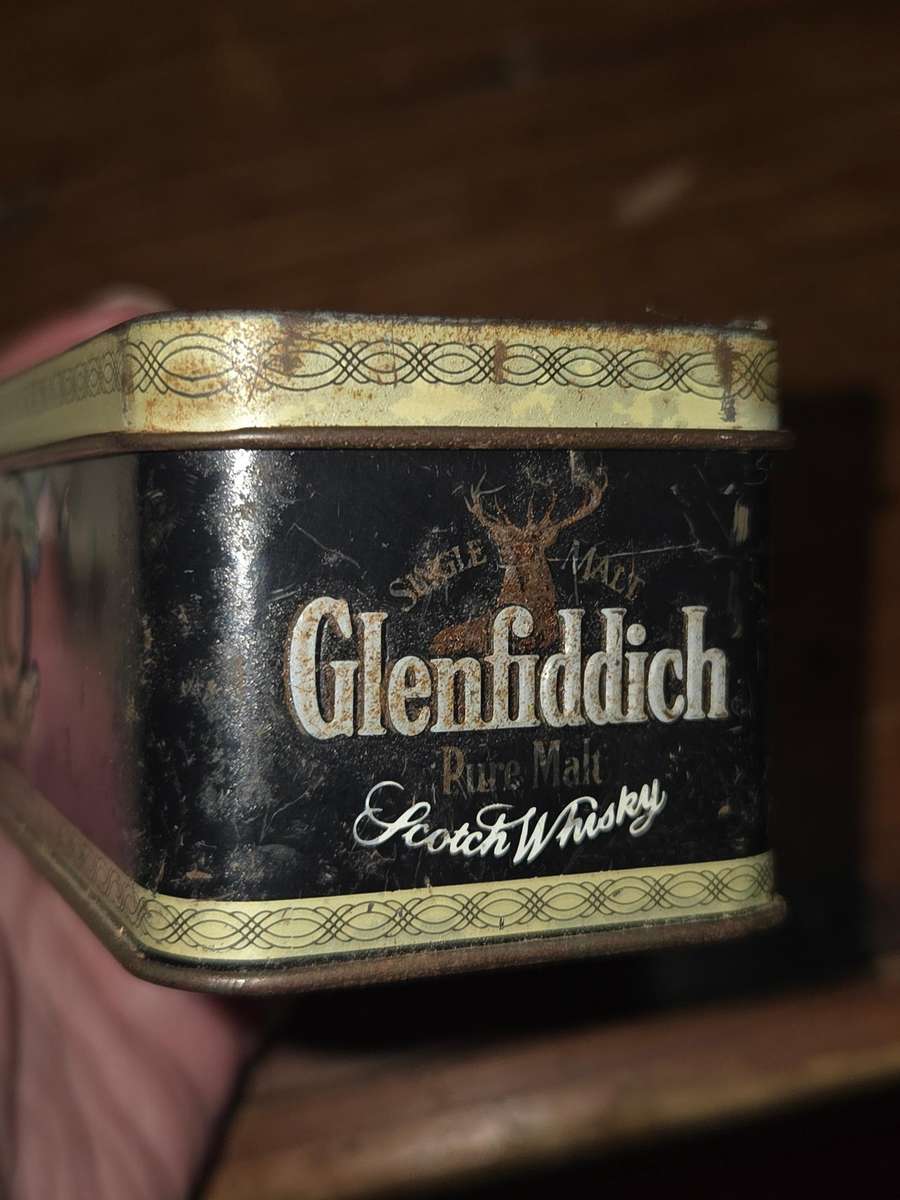 SINGLE MALT
Glenfiddich
Pure Malt
Scotch Whisky